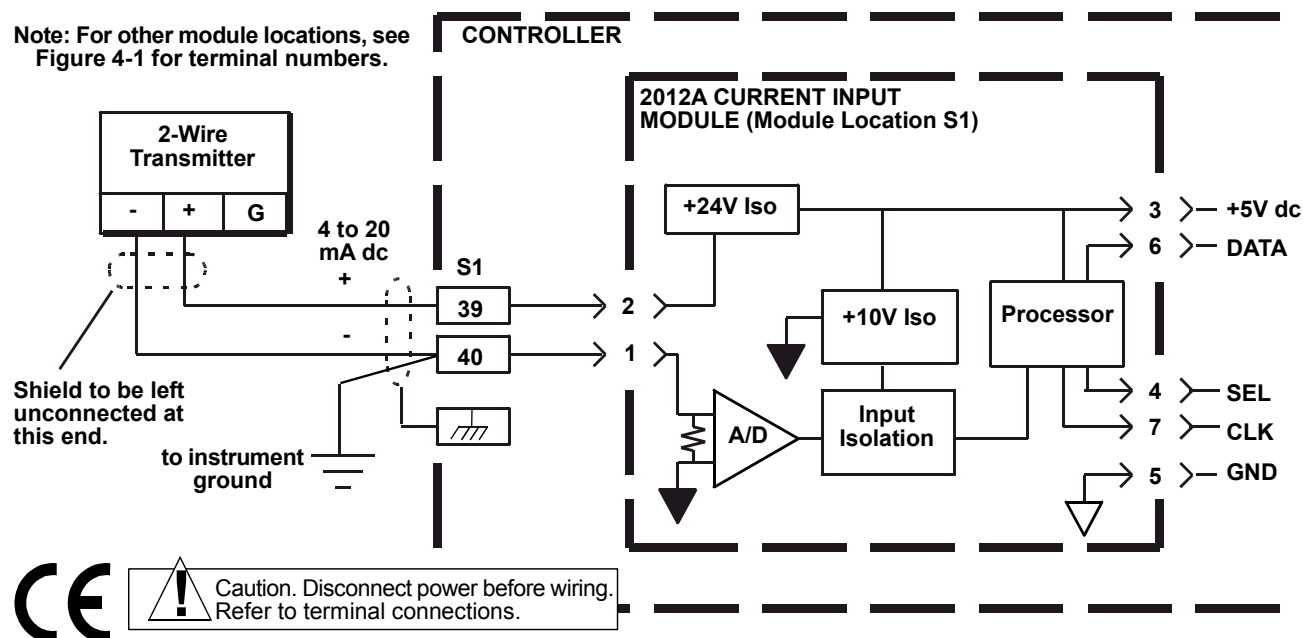 Note: For other module locations, see
Figure 4-1 for terminal numbers.
CONTROLLER
2012A CURRENT INPUT
MODULE (Module Location S1)
2-Wire
Transmitter
- + G
4 to 20
mA dc
+
-
S1
39
40
2
1
+24V Iso
+10V Iso
Processor
A/D
Input
Isolation
3 +5V dc
6 DATA
4 SEL
7 CLK
5 GND
Shield to be left
unconnected at
this end.
to instrument
ground
CE
! Caution. Disconnect power before wiring.
Refer to terminal connections.